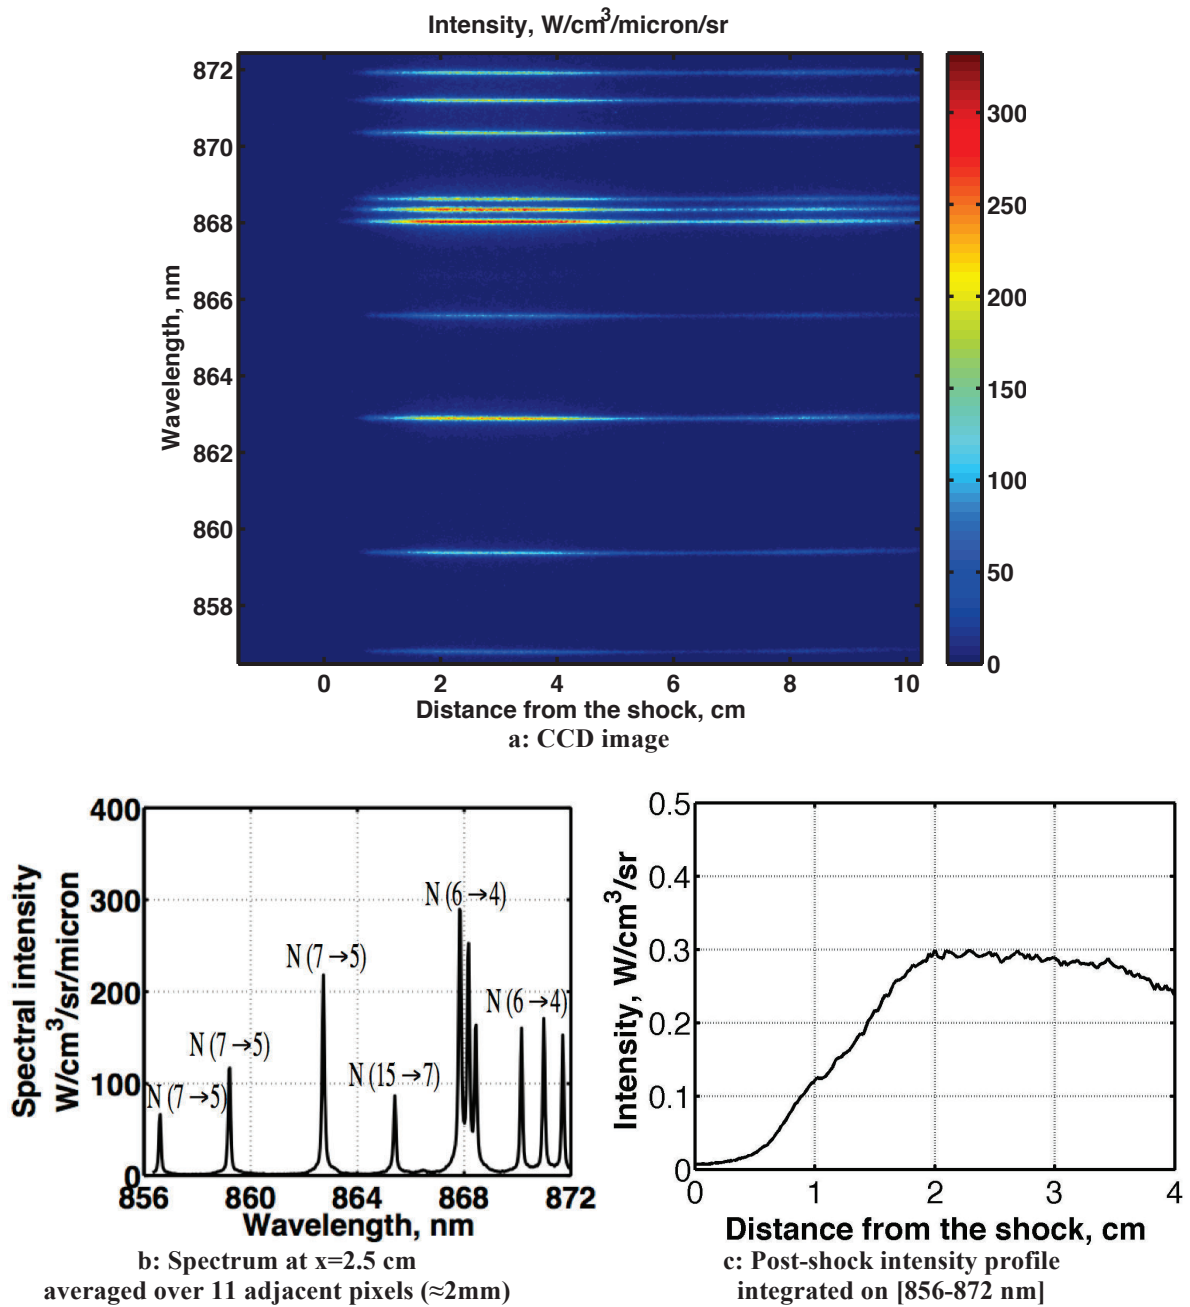 Intensity, W/cm³/micron/sr
872
870
868
866
864
862
860
858
Wavelength, nm
0 2 4 6 8 10
Distance from the shock, cm
300
250
200
150
100
50
0
a: CCD image
400
300
200
100
0
Spectral intensity
W/cm³/sr/micron
N (7→5)
N (7→5)
N (7→5)
N (15→7)
N (6→4)
N (6→4)
856 860 864 868 872
Wavelength, nm
b: Spectrum at x=2.5 cm
averaged over 11 adjacent pixels (≈2mm)
0.5
0.4
0.3
0.2
0.1
0
Intensity, W/cm³/sr
0 1 2 3 4
Distance from the shock, cm
c: Post-shock intensity profile
integrated on [856-872 nm]